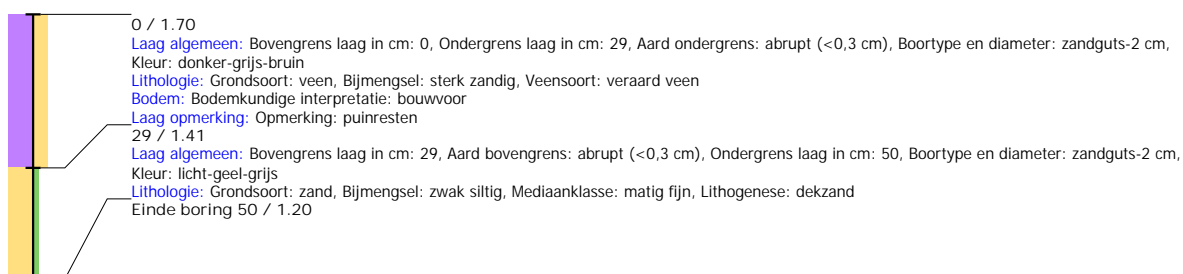 0 / 1.70
Laag algemeen: Bovengrens laag in cm: 0, Ondergrens laag in cm: 29, Aard ondergrens: abrupt (<0,3 cm), Boortype en diameter: zandguts-2 cm,
Kleur: donker-grijs-bruin
Lithologie: Grondsoort: veen, Bijmengsel: sterk zandig, Veensoort: veraard veen
Bodem: Bodemkundige interpretatie: bouwvoor
Laag opmerking: Opmerking: puinresten
29 / 1.41
Laag algemeen: Bovengrens laag in cm: 29, Aard bovengrens: abrupt (<0,3 cm), Ondergrens laag in cm: 50, Boortype en diameter: zandguts-2 cm,
Kleur: licht-geel-grijs
Lithologie: Grondsoort: zand, Bijmengsel: zwak siltig, Mediaanklasse: matig fijn, Lithogenese: dekzand
Einde boring 50 / 1.20